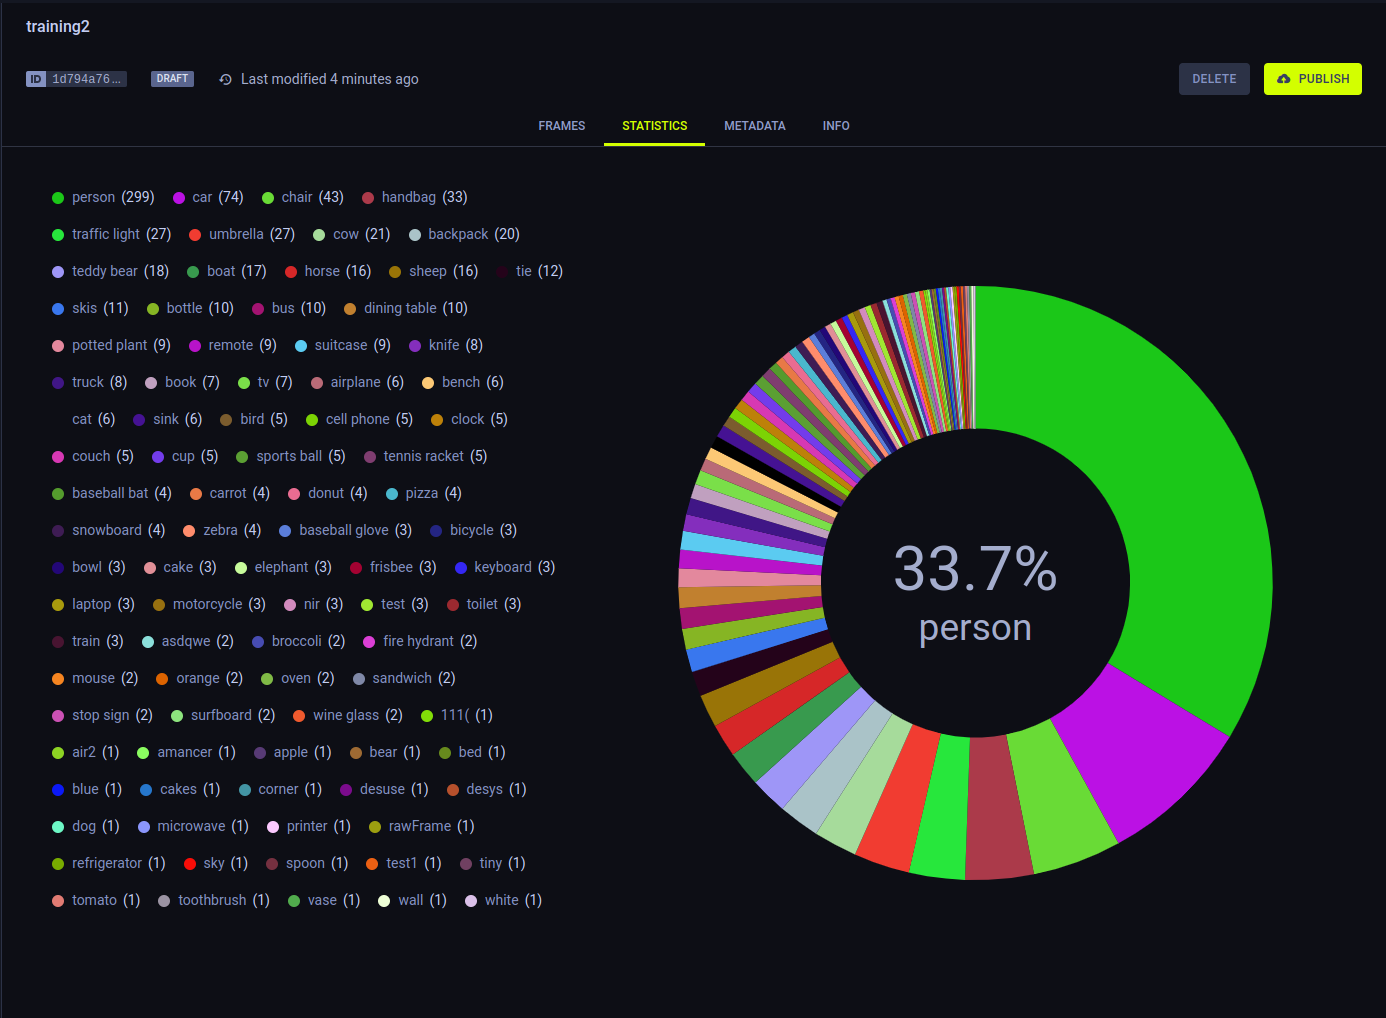 training2
ID 1d794a76... DRAFT Last modified 4 minutes ago DELETE PUBLISH
FRAMES STATISTICS METADATA INFO
person (299) car (74) chair (43) handbag (33)
traffic light (27) umbrella (27) cow (21) backpack (20)
teddy bear (18) boat (17) horse (16) sheep (16) tie (12)
skis (11) bottle (10) bus (10) dining table (10)
potted plant (9) remote (9) suitcase (9) knife (8)
truck (8) book (7) tv (7) airplane (6) bench (6)
cat (6) sink (6) bird (5) cell phone (5) clock (5)
couch (5) cup (5) sports ball (5) tennis racket (5)
baseball bat (4) carrot (4) donut (4) pizza (4)
snowboard (4) zebra (4) baseball glove (3) bicycle (3)
bowl (3) cake (3) elephant (3) frisbee (3) keyboard (3)
laptop (3) motorcycle (3) nir (3) test (3) toilet (3)
train (3) asdqwe (2) broccoli (2) fire hydrant (2)
mouse (2) orange (2) oven (2) sandwich (2)
stop sign (2) surfboard (2) wine glass (2) 111( (1)
air2 (1) amancer (1) apple (1) bear (1) bed (1)
blue (1) cakes (1) corner (1) desuse (1) desys (1)
dog (1) microwave (1) printer (1) rawFrame (1)
refrigerator (1) sky (1) spoon (1) test1 (1) tiny (1)
tomato (1) toothbrush (1) vase (1) wall (1) white (1)
33.7%
person